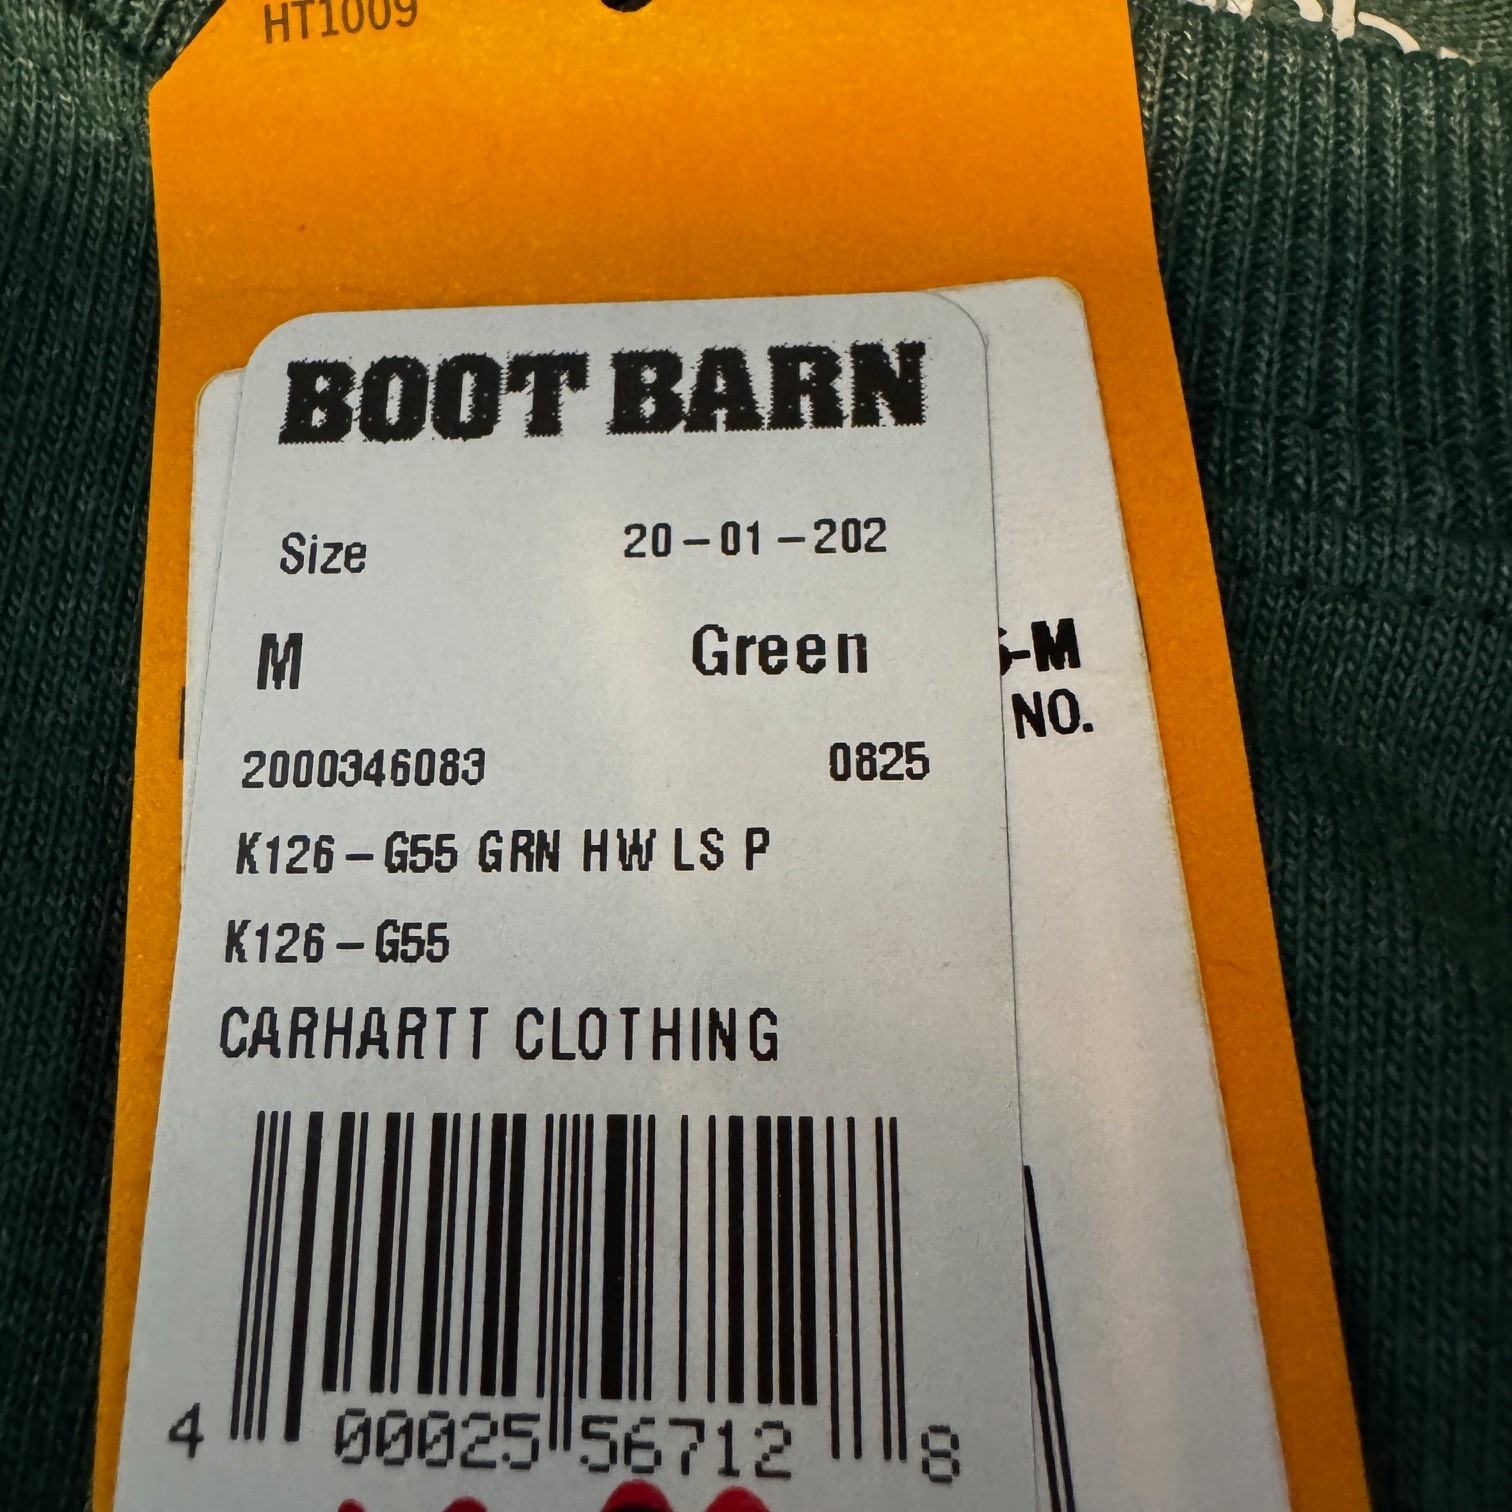 HT1009
BOOT BARN
Size 20-01-202
M Green
-M
NO.
2000346083 0825
K126-G55 GRN HW LS P
K126-G55
CARHARTT CLOTHING
4 00025 56712 8